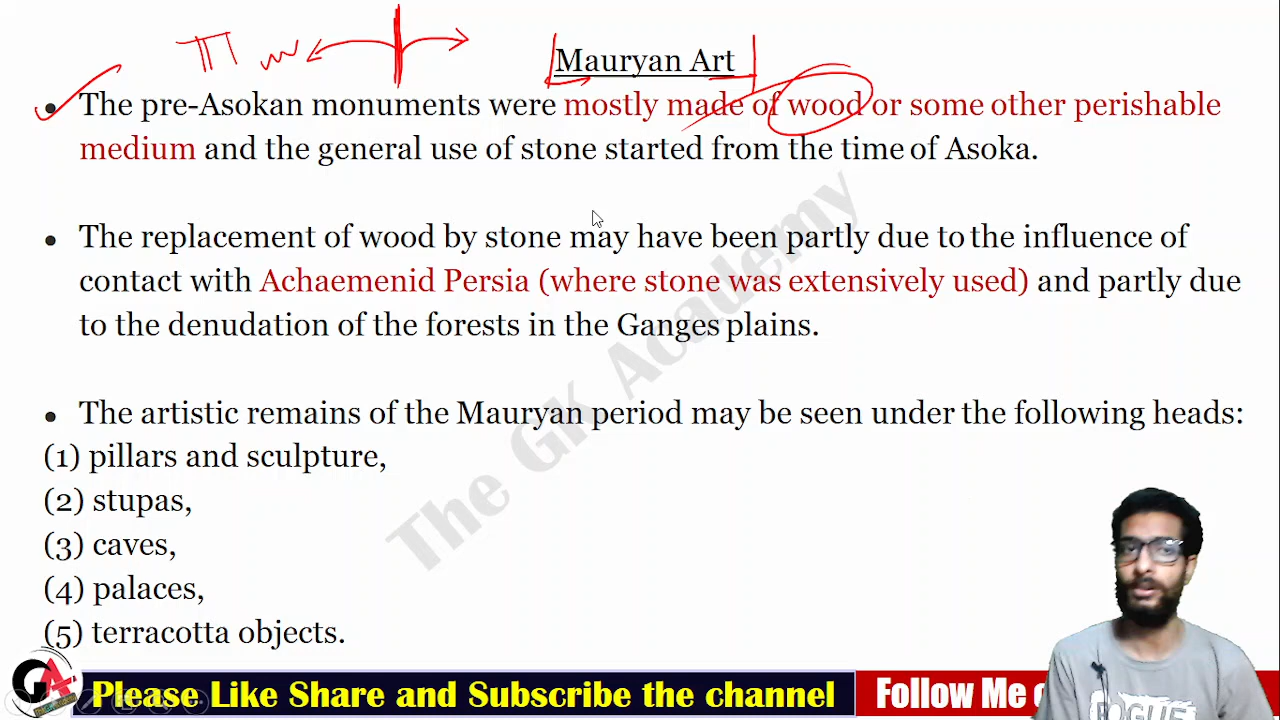 Mauryan Art
• The pre-Asokan monuments were mostly made of wood or some other perishable
medium and the general use of stone started from the time of Asoka.
• The replacement of wood by stone may have been partly due to the influence of
contact with Achaemenid Persia (where stone was extensively used) and partly due
to the denudation of the forests in the Ganges plains.
• The artistic remains of the Mauryan period may be seen under the following heads:
(1) pillars and sculpture,
(2) stupas,
(3) caves,
(4) palaces,
(5) terracotta objects.
The GK Academy
GA
Please Like Share and Subscribe the channel
Follow Me
ROGUE